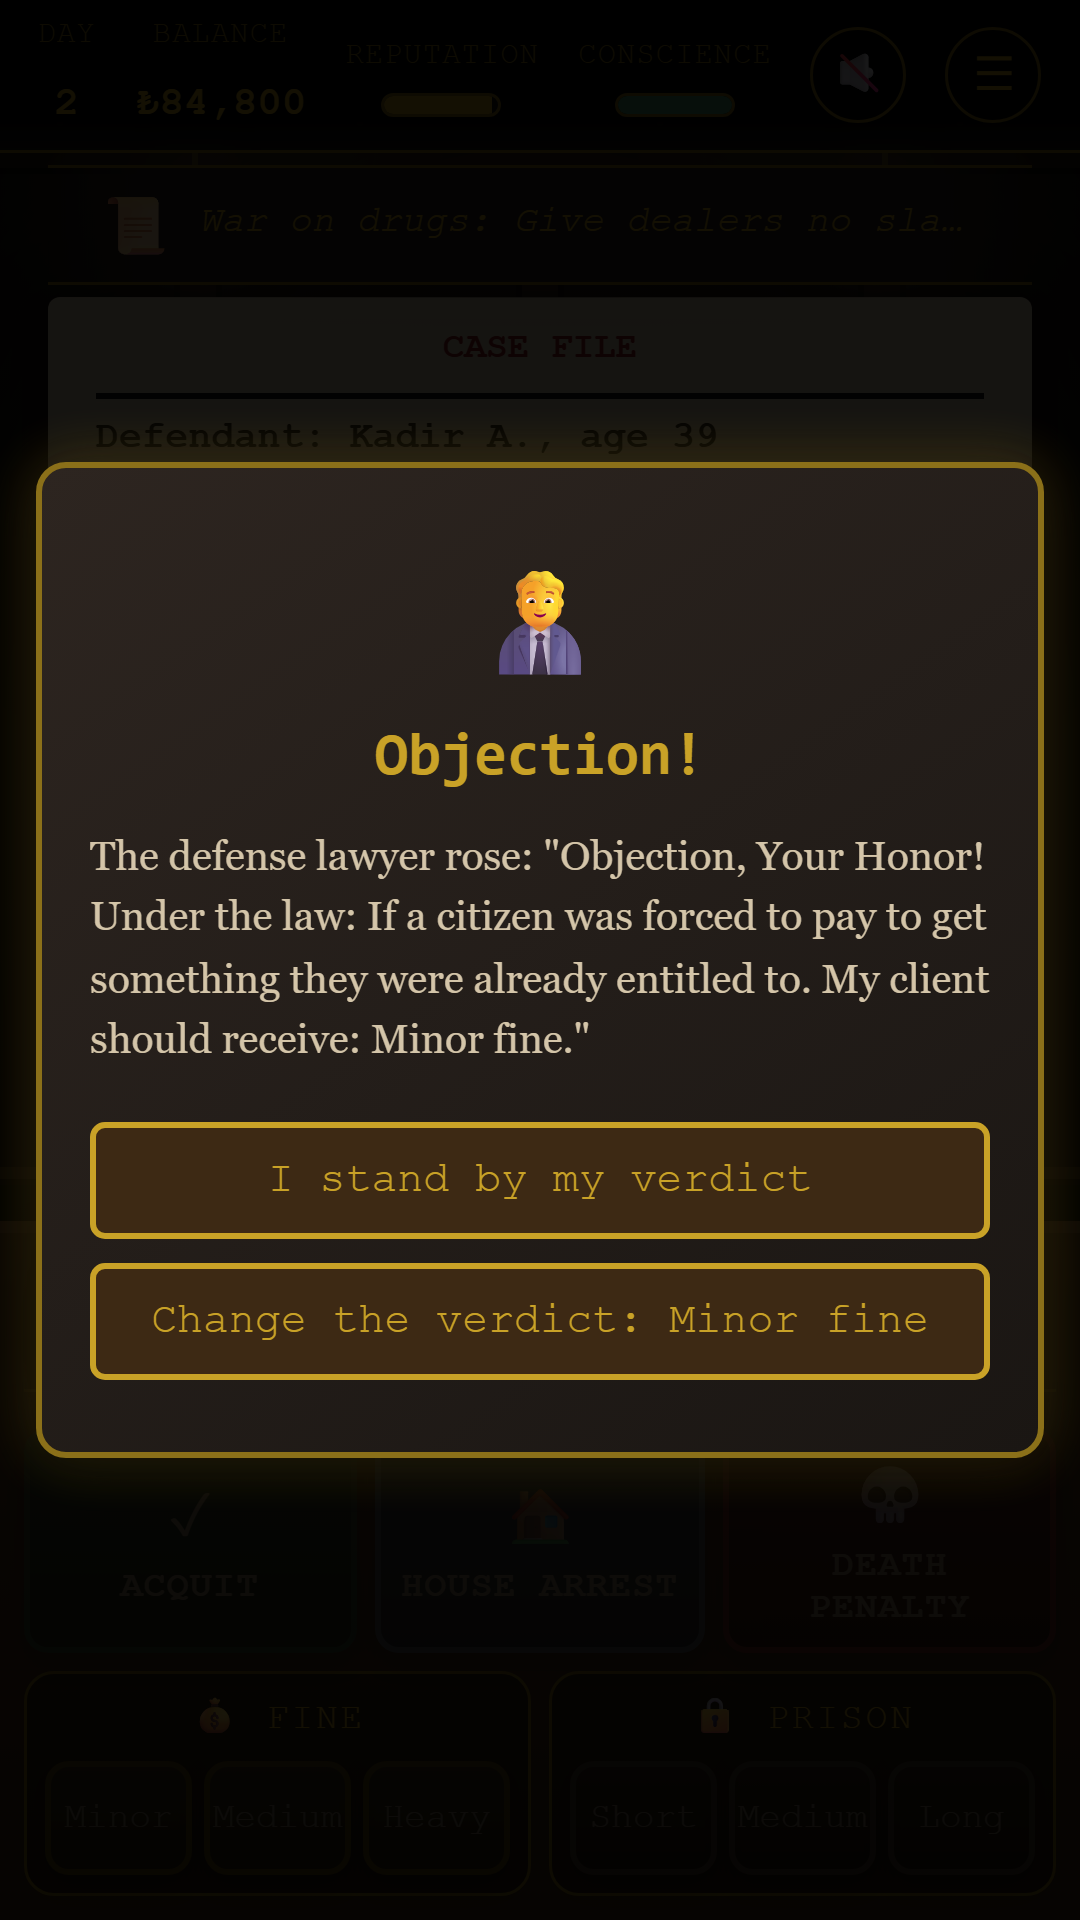 DAY BALANCE
REPUTATION CONSCIENCE
2 ₺84,800
War on drugs: Give dealers no sla…
CASE FILE
Defendant: Kadir A., age 39
Objection!
The defense lawyer rose: "Objection, Your Honor!
Under the law: If a citizen was forced to pay to get
something they were already entitled to. My client
should receive: Minor fine."
I stand by my verdict
Change the verdict: Minor fine
ACQUIT
HOUSE ARREST
DEATH
PENALTY
FINE
PRISON
Minor Medium Heavy
Short Medium Long